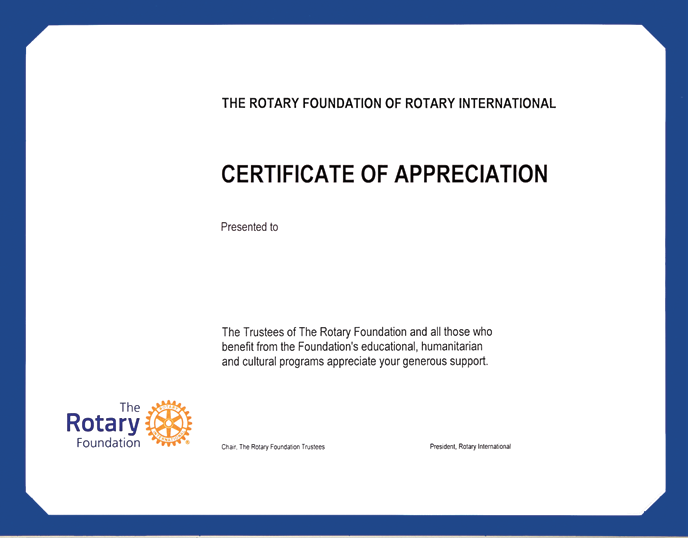 THE ROTARY FOUNDATION OF ROTARY INTERNATIONAL
CERTIFICATE OF APPRECIATION
Presented to
The Trustees of The Rotary Foundation and all those who
benefit from the Foundation's educational, humanitarian
and cultural programs appreciate your generous support.
The
Rotary
Foundation
ROTARY
INTERNATIONAL
Chair, The Rotary Foundation Trustees
President, Rotary International